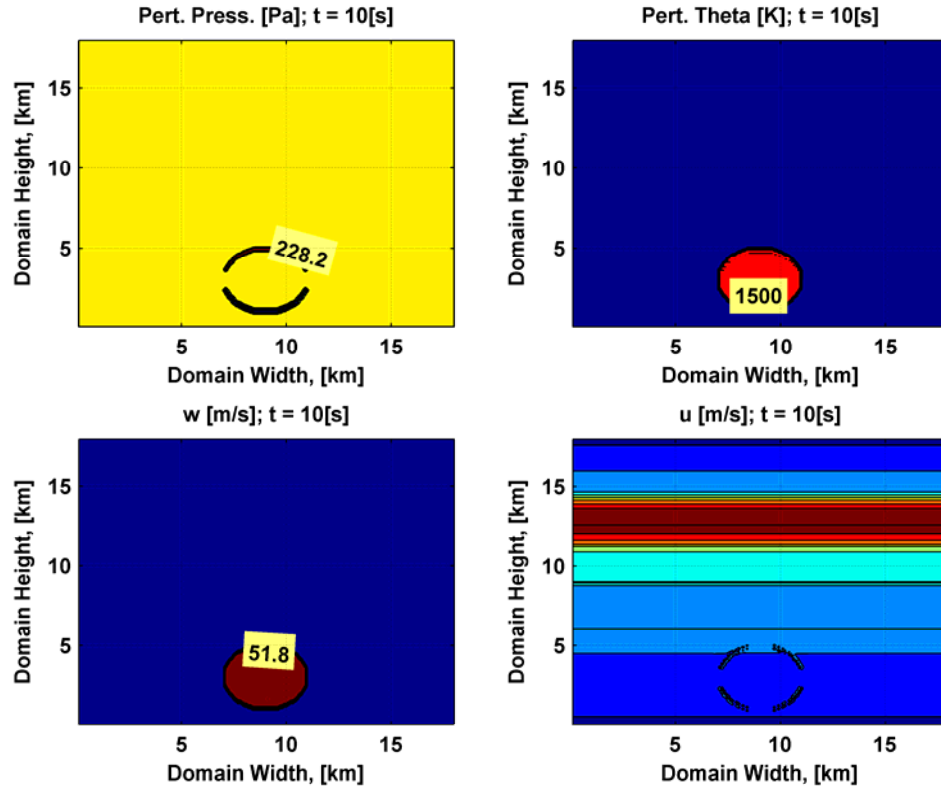 Pert. Press. [Pa]; t = 10[s]
Domain Height, [km]
15
10
5
228.2
5 10 15
Domain Width, [km]
Pert. Theta [K]; t = 10[s]
Domain Height, [km]
15
10
5
1500
5 10 15
Domain Width, [km]
w [m/s]; t = 10[s]
Domain Height, [km]
15
10
5
51.8
5 10 15
Domain Width, [km]
u [m/s]; t = 10[s]
Domain Height, [km]
15
10
5
5 10 15
Domain Width, [km]